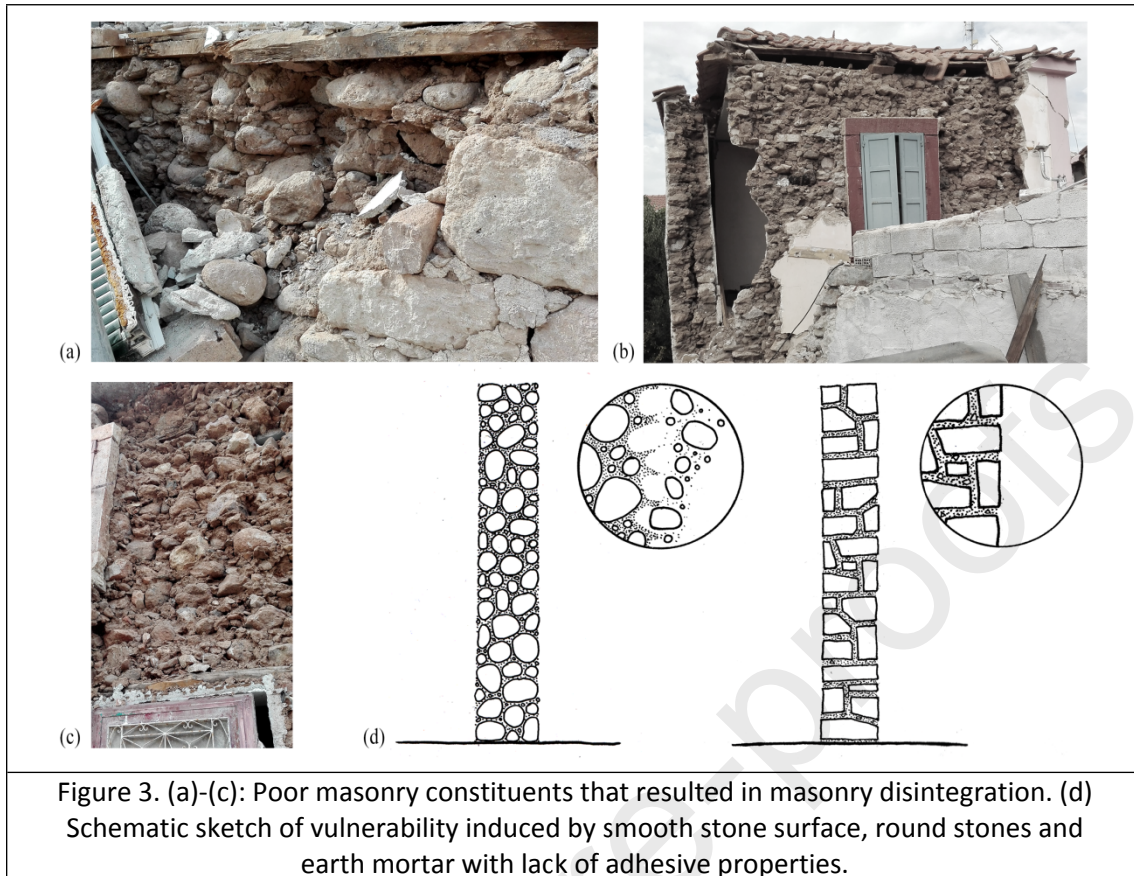 (a)
(b)
(c)
(d)
Figure 3. (a)-(c): Poor masonry constituents that resulted in masonry disintegration. (d)
Schematic sketch of vulnerability induced by smooth stone surface, round stones and
earth mortar with lack of adhesive properties.